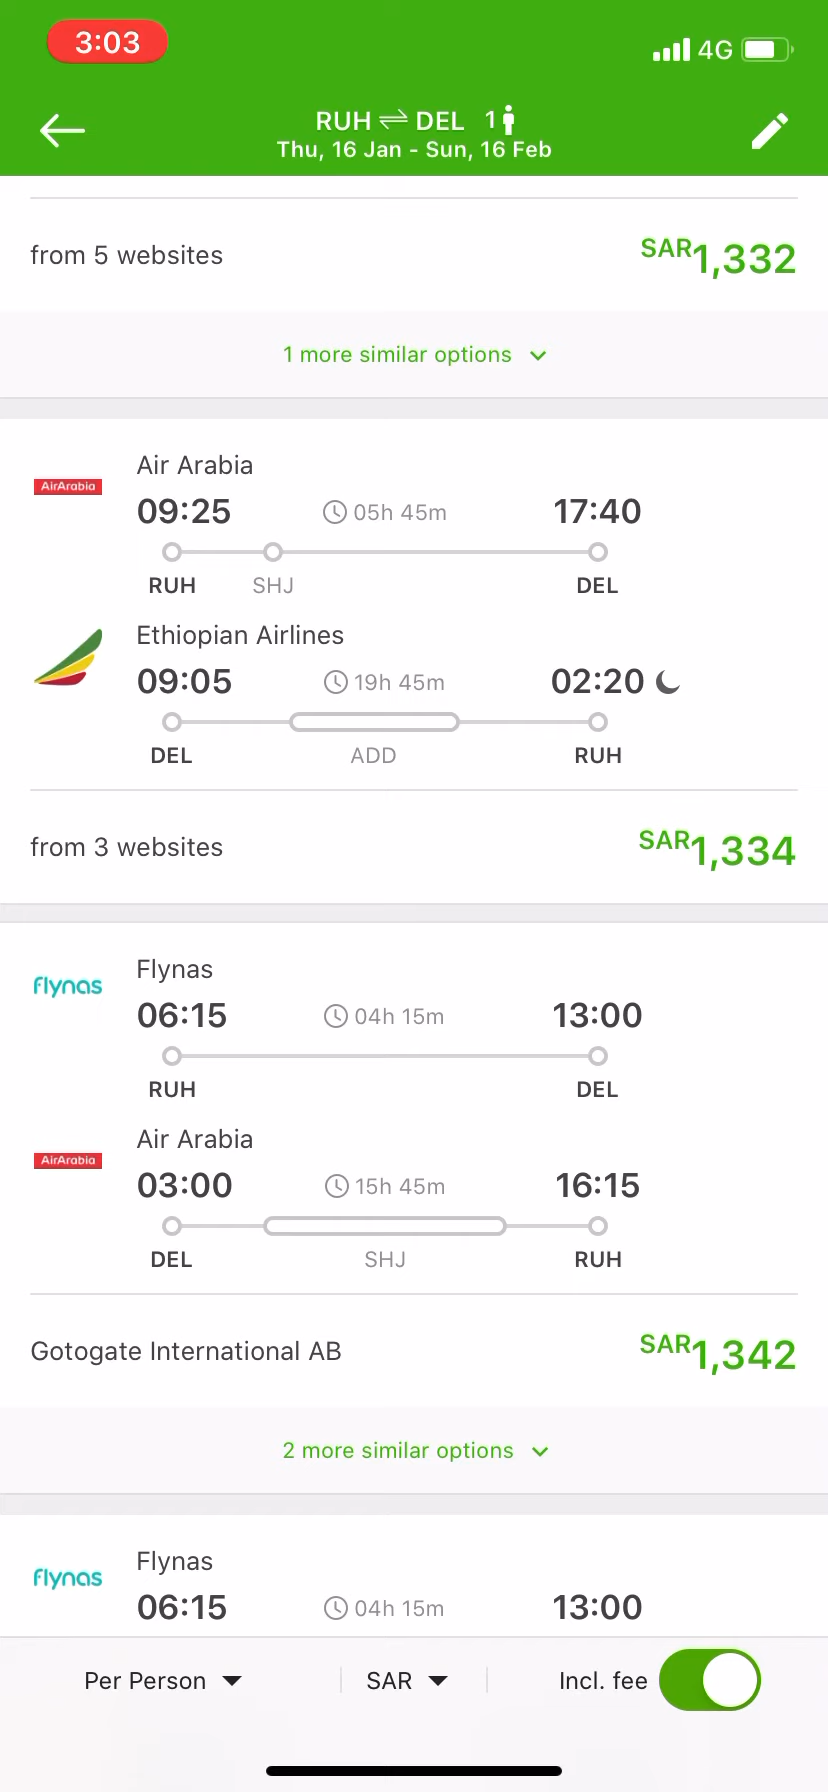 3:03
4G
RUH ⇌ DEL 1
Thu, 16 Jan - Sun, 16 Feb
from 5 websites
SAR1,332
1 more similar options
Air Arabia
AirArabia
09:25 05h 45m 17:40
RUH SHJ DEL
Ethiopian Airlines
09:05 19h 45m 02:20
DEL ADD RUH
from 3 websites
SAR1,334
Flynas
flynas
06:15 04h 15m 13:00
RUH DEL
Air Arabia
AirArabia
03:00 15h 45m 16:15
DEL SHJ RUH
Gotogate International AB
SAR1,342
2 more similar options
Flynas
flynas
06:15 04h 15m 13:00
Per Person SAR Incl. fee